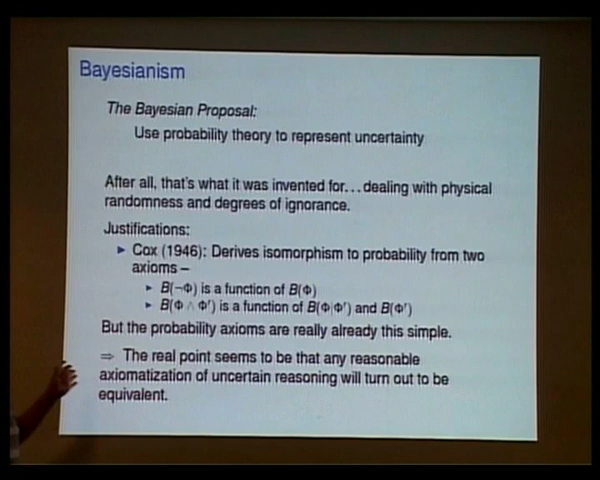 Bayesianism
The Bayesian Proposal:
Use probability theory to represent uncertainty
After all, that's what it was invented for... dealing with physical
randomness and degrees of ignorance.
Justifications:
▸ Cox (1946): Derives isomorphism to probability from two
axioms –
▸ B(¬Φ) is a function of B(Φ)
▸ B(Φ ∧ Φ′) is a function of B(Φ|Φ′) and B(Φ′)
But the probability axioms are really already this simple.
⇒ The real point seems to be that any reasonable
axiomatization of uncertain reasoning will turn out to be
equivalent.